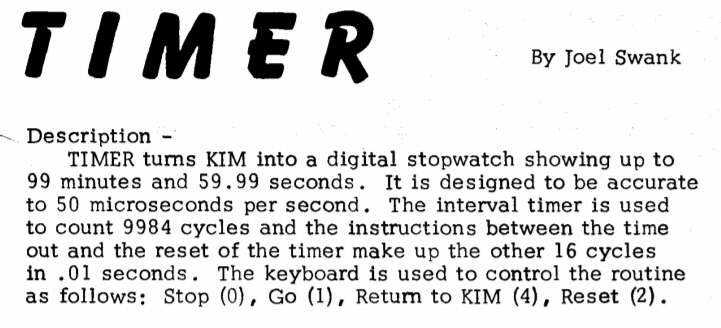 TIMER
By Joel Swank
Description -
TIMER turns KIM into a digital stopwatch showing up to
99 minutes and 59.99 seconds. It is designed to be accurate
to 50 microseconds per second. The interval timer is used
to count 9984 cycles and the instructions between the time
out and the reset of the timer make up the other 16 cycles
in .01 seconds. The keyboard is used to control the routine
as follows: Stop (0), Go (1), Return to KIM (4), Reset (2).